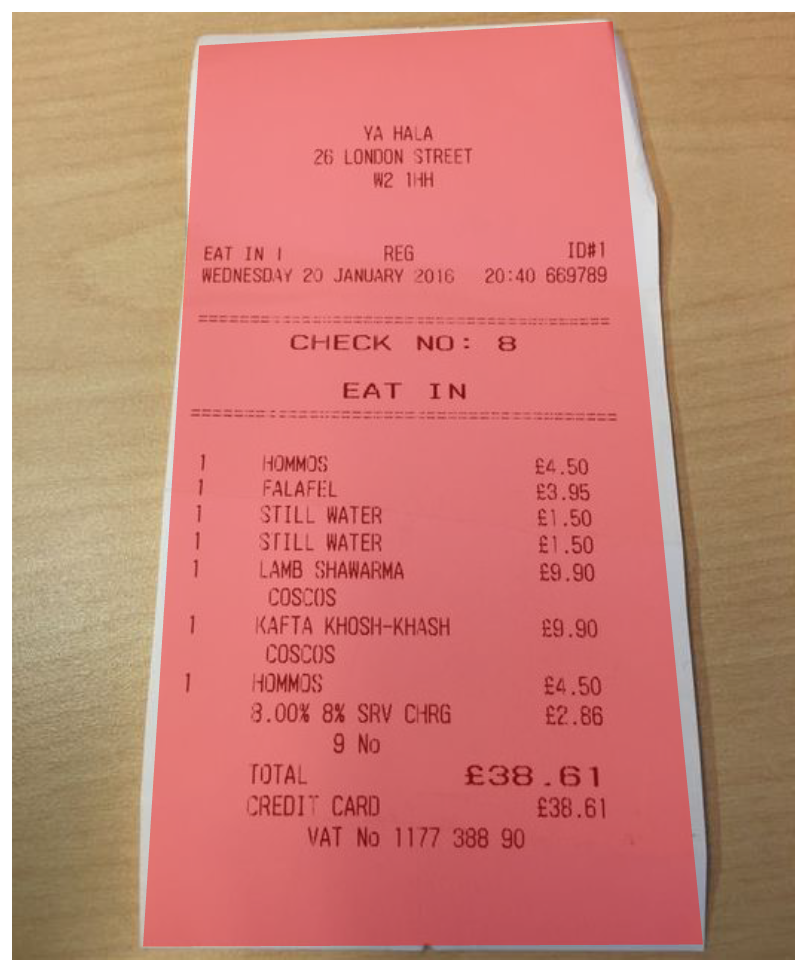 YA HALA
26 LONDON STREET
W2 1HH
EAT IN 1 REG ID#1
WEDNESDAY 20 JANUARY 2016 20:40 669789
CHECK NO: 8
EAT IN
1 HOMMOS £4.50
1 FALAFEL £3.95
1 STILL WATER £1.50
1 STILL WATER £1.50
1 LAMB SHAWARMA £9.90
COSCOS
1 KAFTA KHOSH-KHASH £9.90
COSCOS
1 HOMMOS £4.50
8.00% 8% SRV CHRG £2.86
9 No
TOTAL £38.61
CREDIT CARD £38.61
VAT No 1177 388 90